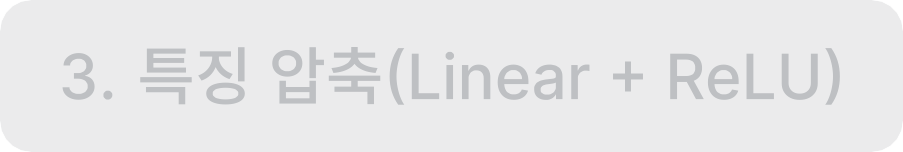 3. 특징 압축(Linear + ReLU)